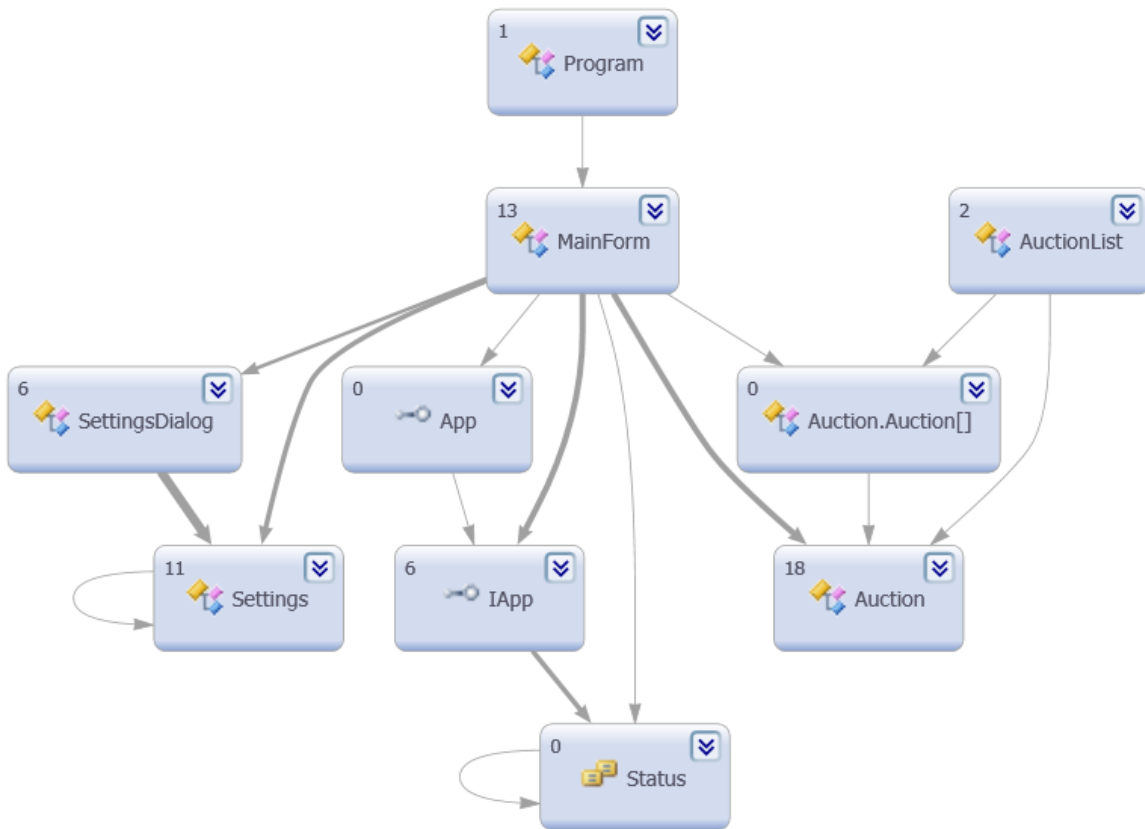 1
Program
13
MainForm
2
AuctionList
6
SettingsDialog
0
App
0
Auction.Auction[]
11
Settings
6
IApp
18
Auction
0
Status